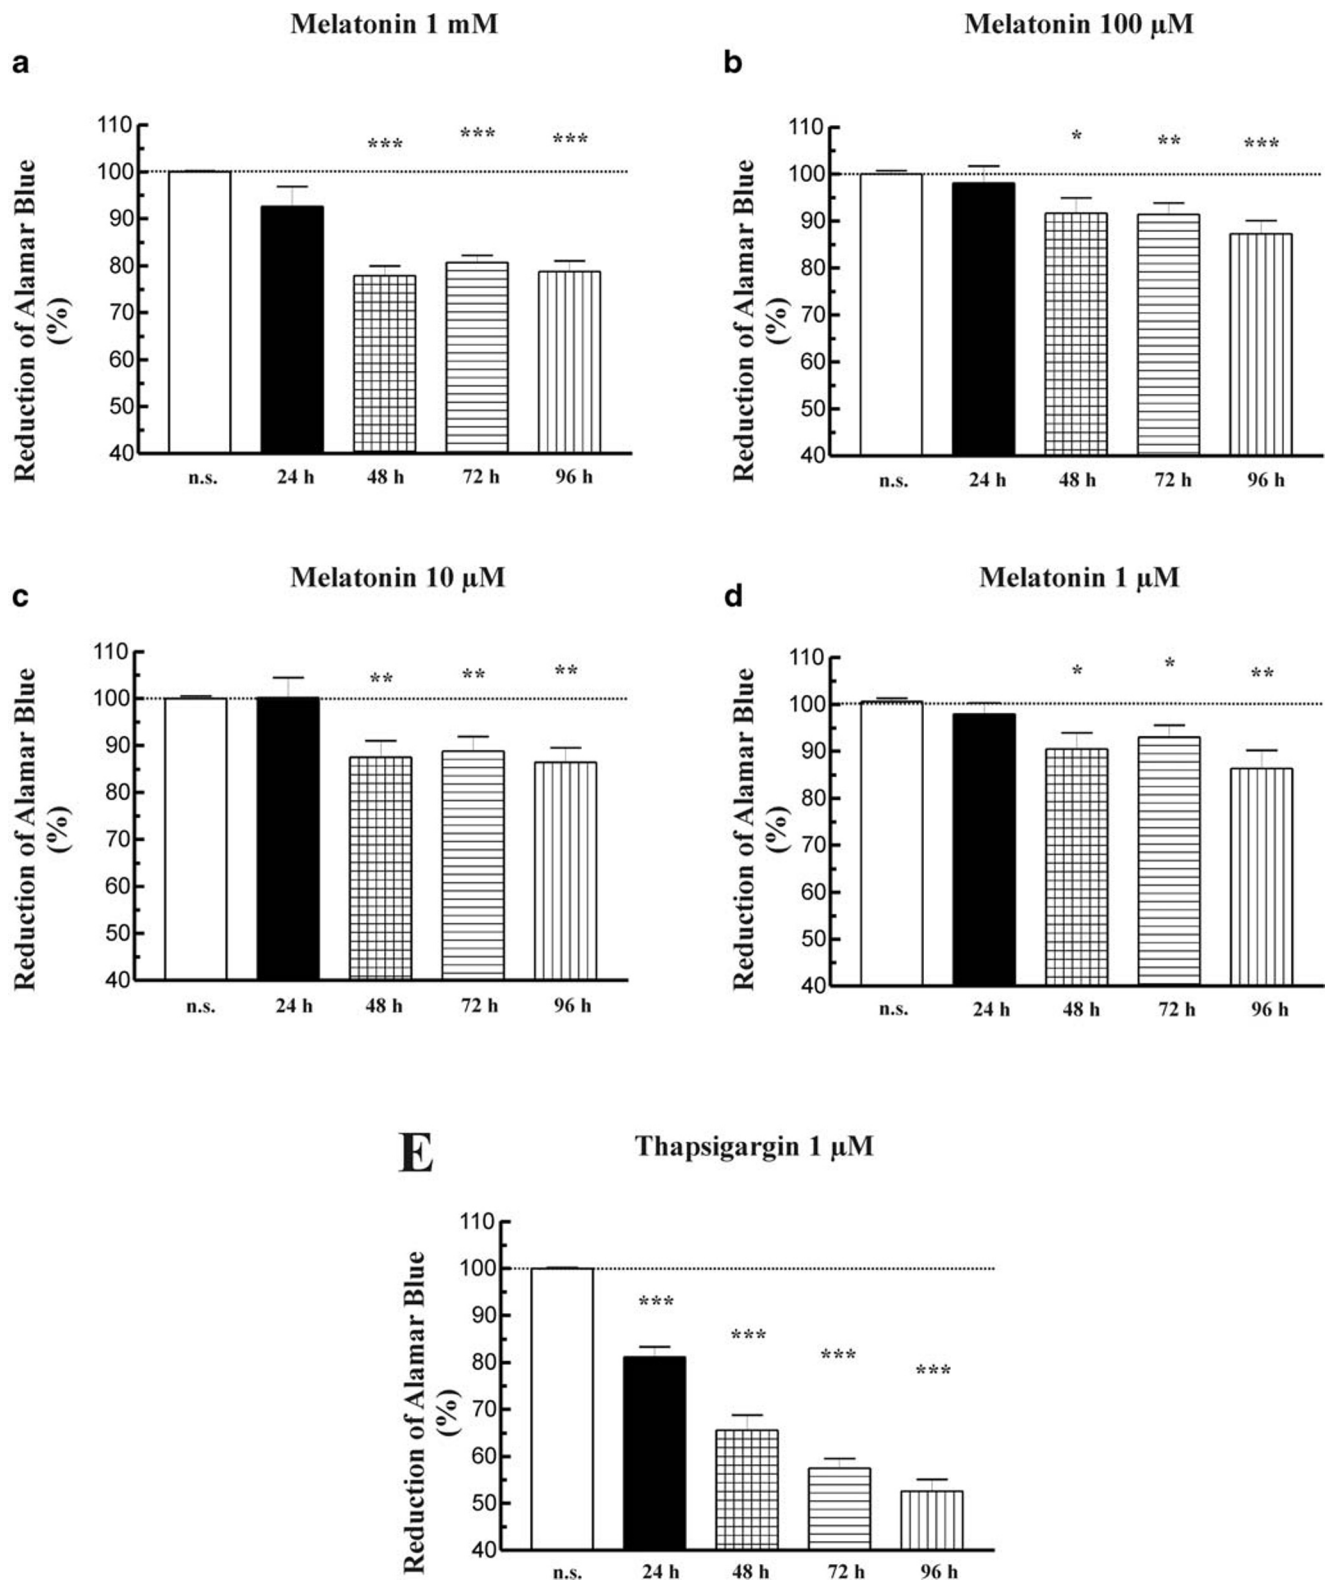 Melatonin 1 mM
a
Reduction of Alamar Blue
(%)
110
100
90
80
70
60
50
40
***
***
***
n.s.
24 h
48 h
72 h
96 h
Melatonin 100 µM
b
Reduction of Alamar Blue
(%)
110
100
90
80
70
60
50
40
*
**
***
n.s.
24 h
48 h
72 h
96 h
Melatonin 10 µM
c
Reduction of Alamar Blue
(%)
110
100
90
80
70
60
50
40
**
**
**
n.s.
24 h
48 h
72 h
96 h
Melatonin 1 µM
d
Reduction of Alamar Blue
(%)
110
100
90
80
70
60
50
40
*
*
**
n.s.
24 h
48 h
72 h
96 h
E
Thapsigargin 1 µM
Reduction of Alamar Blue
(%)
110
100
90
80
70
60
50
40
***
***
***
***
n.s.
24 h
48 h
72 h
96 h